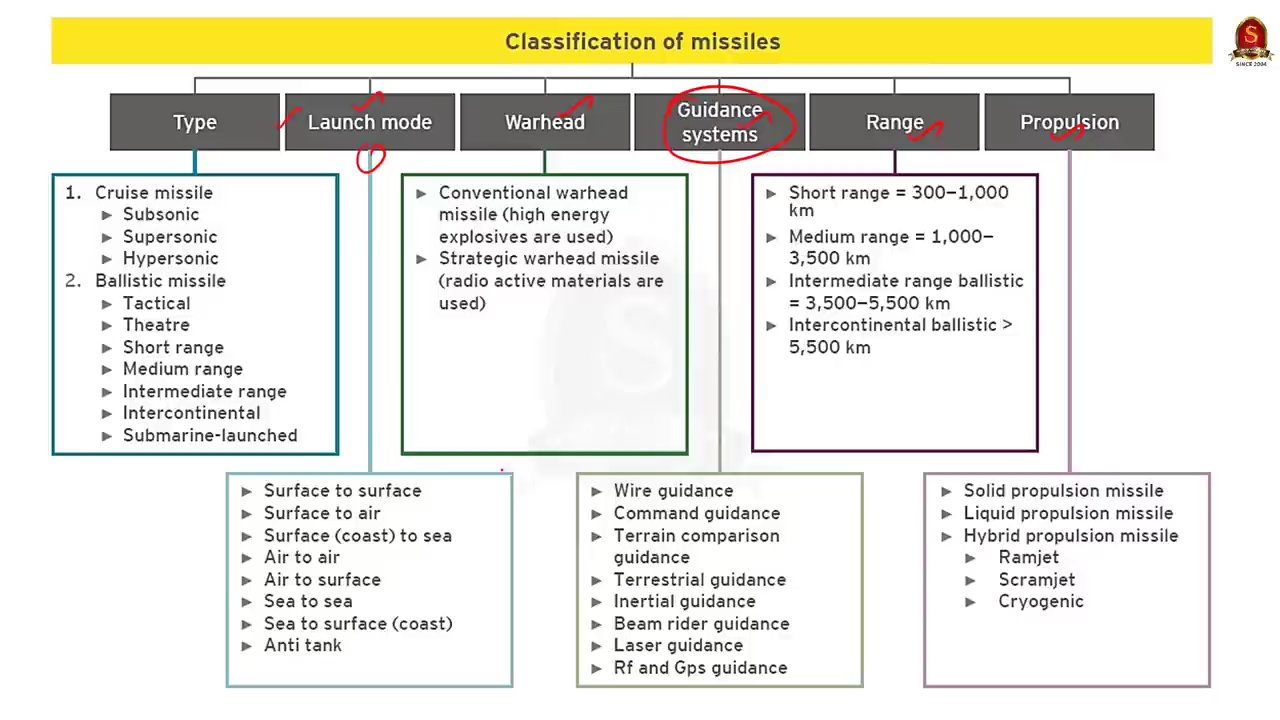 Classification of missiles
S
SINCE 2004
Type
Launch mode
Warhead
Guidance
systems
Range
Propulsion
1. Cruise missile
► Subsonic
► Supersonic
► Hypersonic
2. Ballistic missile
► Tactical
► Theatre
► Short range
► Medium range
► Intermediate range
► Intercontinental
► Submarine-launched
► Conventional warhead
missile (high energy
explosives are used)
► Strategic warhead missile
(radio active materials are
used)
► Short range = 300–1,000
km
► Medium range = 1,000–
3,500 km
► Intermediate range ballistic
= 3,500–5,500 km
► Intercontinental ballistic >
5,500 km
► Surface to surface
► Surface to air
► Surface (coast) to sea
► Air to air
► Air to surface
► Sea to sea
► Sea to surface (coast)
► Anti tank
► Wire guidance
► Command guidance
► Terrain comparison
guidance
► Terrestrial guidance
► Inertial guidance
► Beam rider guidance
► Laser guidance
► Rf and Gps guidance
► Solid propulsion missile
► Liquid propulsion missile
► Hybrid propulsion missile
► Ramjet
► Scramjet
► Cryogenic